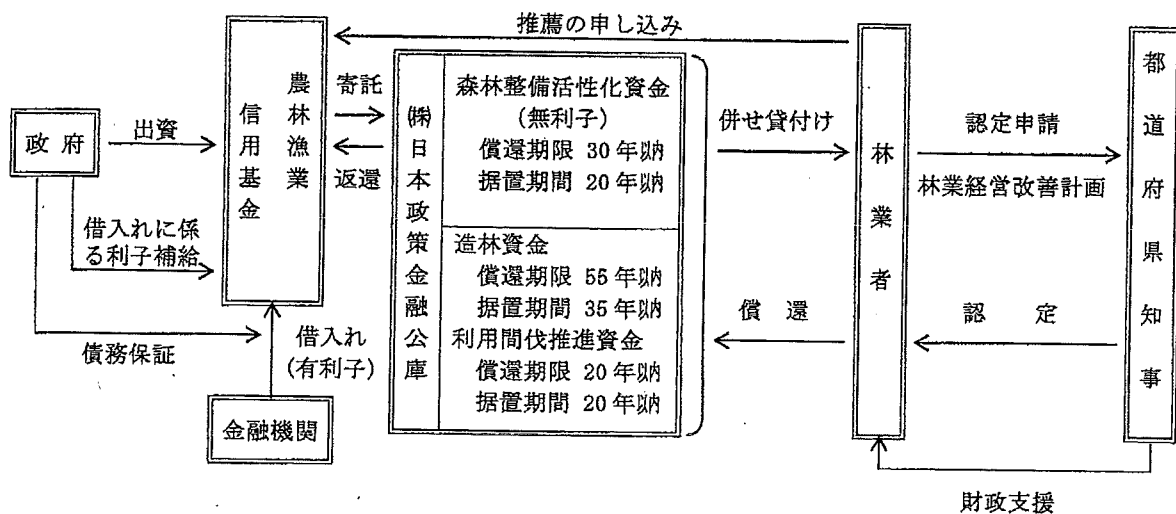 推薦の申し込み
政府
出資
借入れに係
る利子補給
債務保証
農林漁業
信用基金
寄託
返還
借入れ
(有利子)
金融機関
㈱日本政策金融公庫
森林整備活性化資金
(無利子)
償還期限 30年以内
据置期間 20年以内
造林資金
償還期限 55年以内
据置期間 35年以内
利用間伐推進資金
償還期限 20年以内
据置期間 20年以内
併せ貸付け
償還
林業者
認定申請
林業経営改善計画
認定
都道府県知事
財政支援